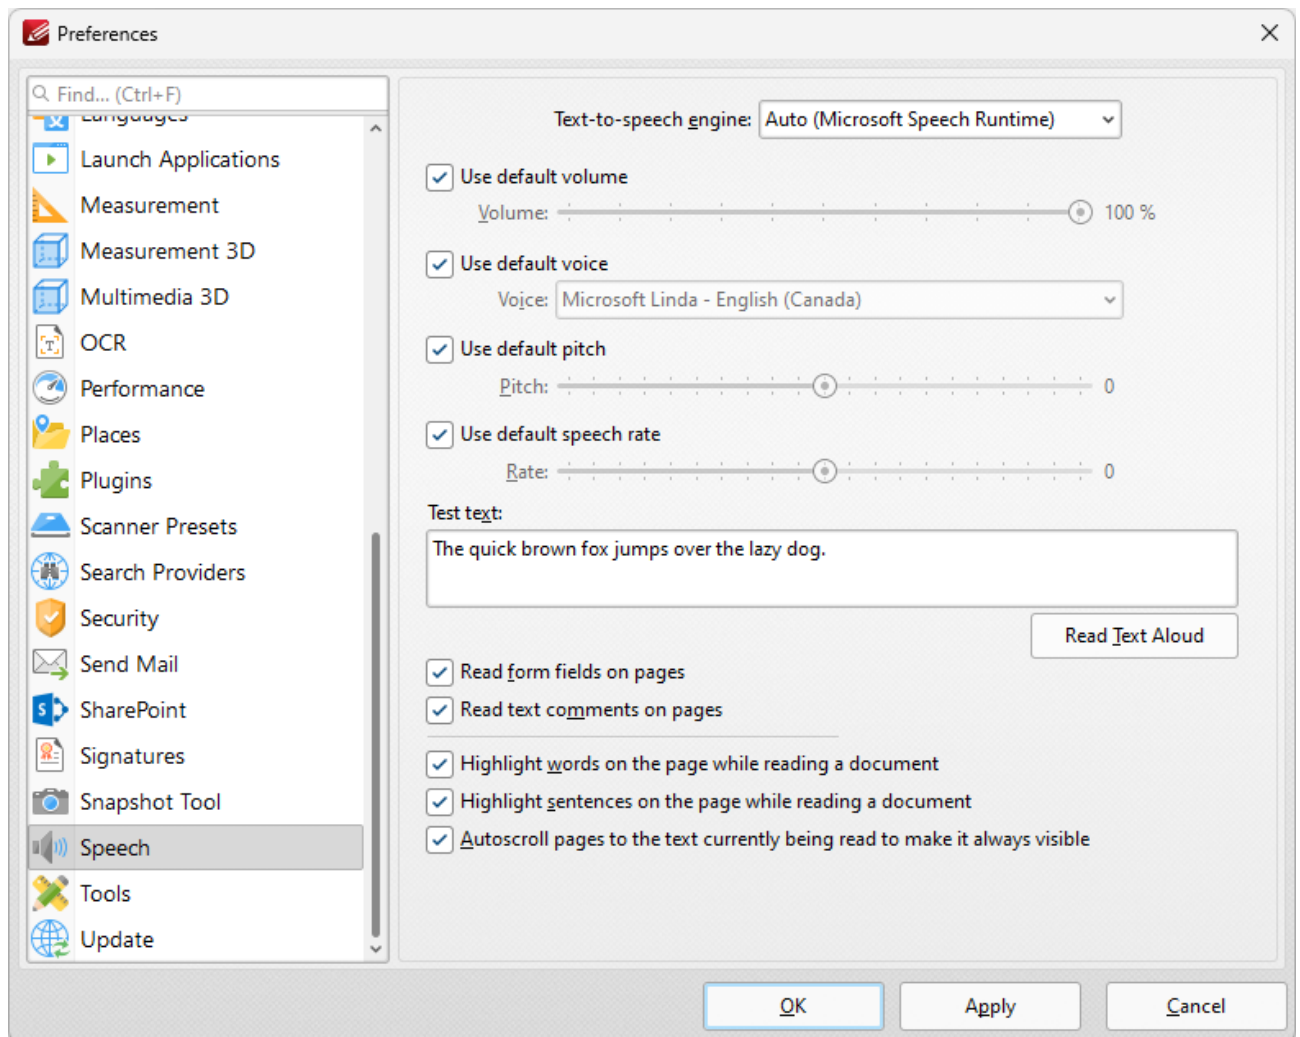 Preferences
Find... (Ctrl+F)
Languages
Launch Applications
Measurement
Measurement 3D
Multimedia 3D
OCR
Performance
Places
Plugins
Scanner Presets
Search Providers
Security
Send Mail
SharePoint
Signatures
Snapshot Tool
Speech
Tools
Update
Text-to-speech engine: Auto (Microsoft Speech Runtime)
Use default volume
Volume: 100 %
Use default voice
Voice: Microsoft Linda - English (Canada)
Use default pitch
Pitch: 0
Use default speech rate
Rate: 0
Test text:
The quick brown fox jumps over the lazy dog.
Read Text Aloud
Read form fields on pages
Read text comments on pages
Highlight words on the page while reading a document
Highlight sentences on the page while reading a document
Autoscroll pages to the text currently being read to make it always visible
OK Apply Cancel